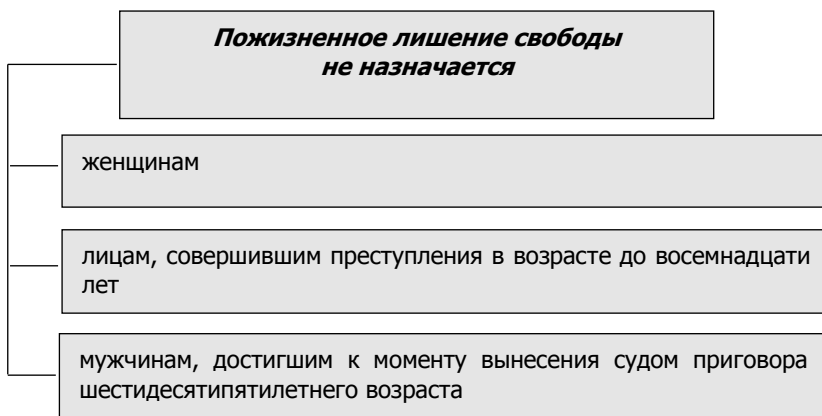 Пожизненное лишение свободы
не назначается
женщинам
лицам, совершившим преступления в возрасте до восемнадцати
лет
мужчинам, достигшим к моменту вынесения судом приговора
шестидесятипятилетнего возраста